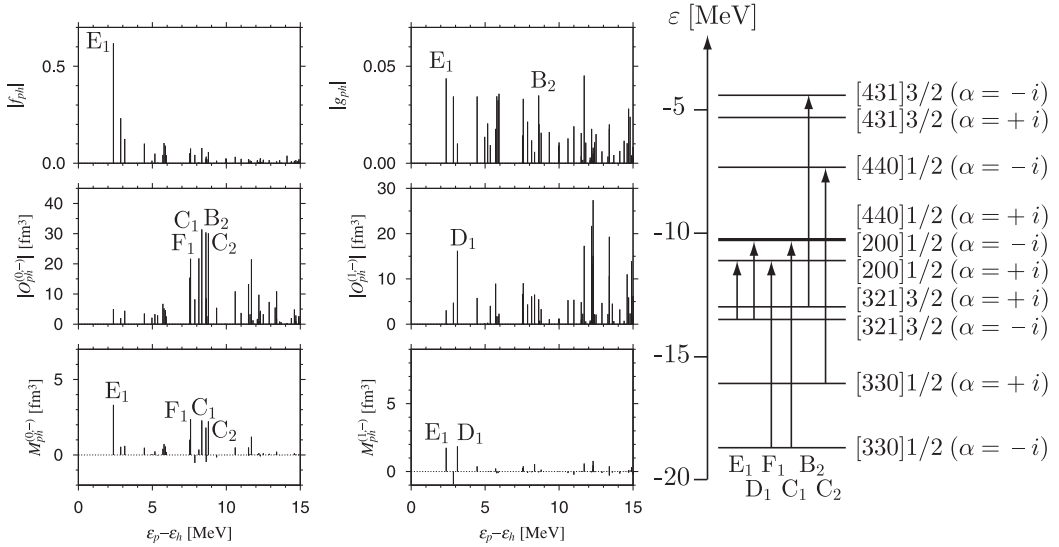 E₁
0.5
0.0
|f_ph|
E₁
B₂
0.05
0.00
|g_ph|
C₁ B₂
F₁
C₂
40
30
20
10
0
|O_ph^(0,−)| [fm³]
D₁
30
20
10
0
|O_ph^(1,−)| [fm³]
E₁
F₁ C₁
C₂
5
0
M_ph^(0,−) [fm³]
0 5 10 15
ε_p−ε_h [MeV]
E₁ D₁
5
0
M_ph^(1,−) [fm³]
0 5 10 15
ε_p−ε_h [MeV]
ε [MeV]
-5
-10
-15
-20
[431]3/2 (α = − i)
[431]3/2 (α = + i)
[440]1/2 (α = − i)
[440]1/2 (α = + i)
[200]1/2 (α = − i)
[200]1/2 (α = + i)
[321]3/2 (α = + i)
[321]3/2 (α = − i)
[330]1/2 (α = + i)
[330]1/2 (α = − i)
E₁ F₁ B₂
D₁ C₁ C₂